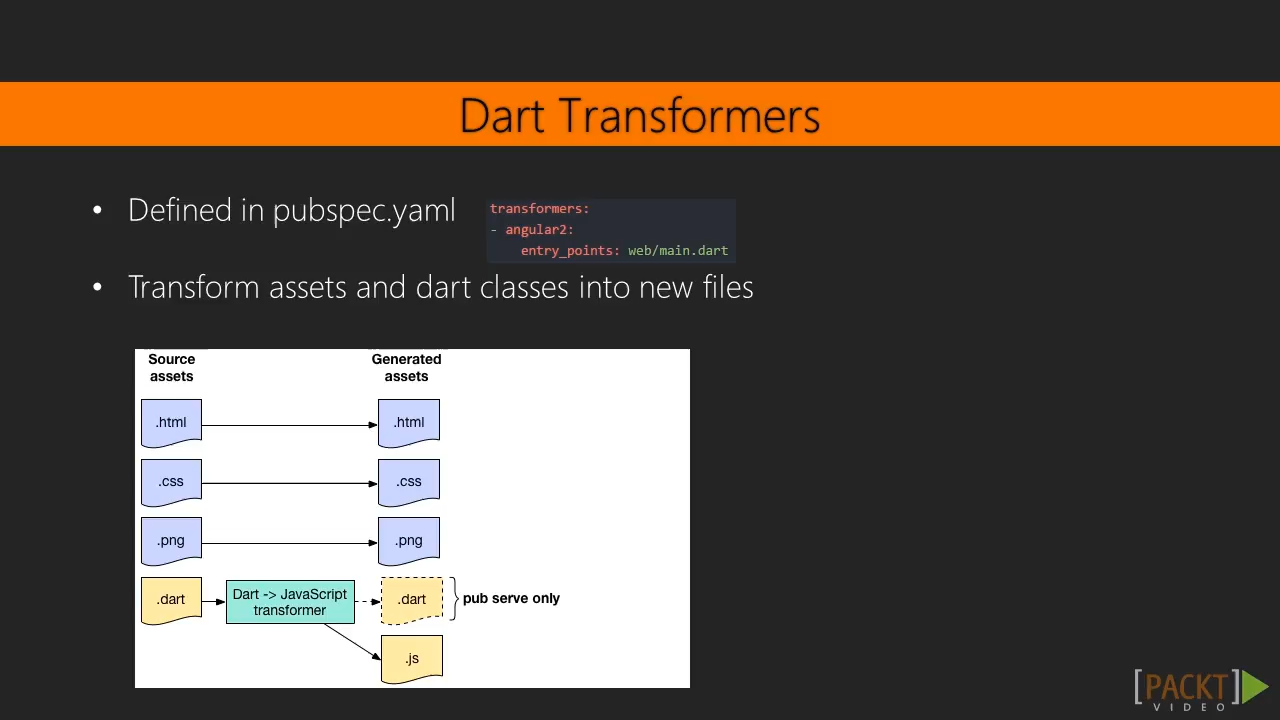 Dart Transformers
• Defined in pubspec.yaml
transformers:
- angular2:
entry_points: web/main.dart
• Transform assets and dart classes into new files
Source
assets
Generated
assets
.html
.html
.css
.css
.png
.png
.dart
Dart -> JavaScript
transformer
.dart
pub serve only
.js
[PACKT]
VIDEO